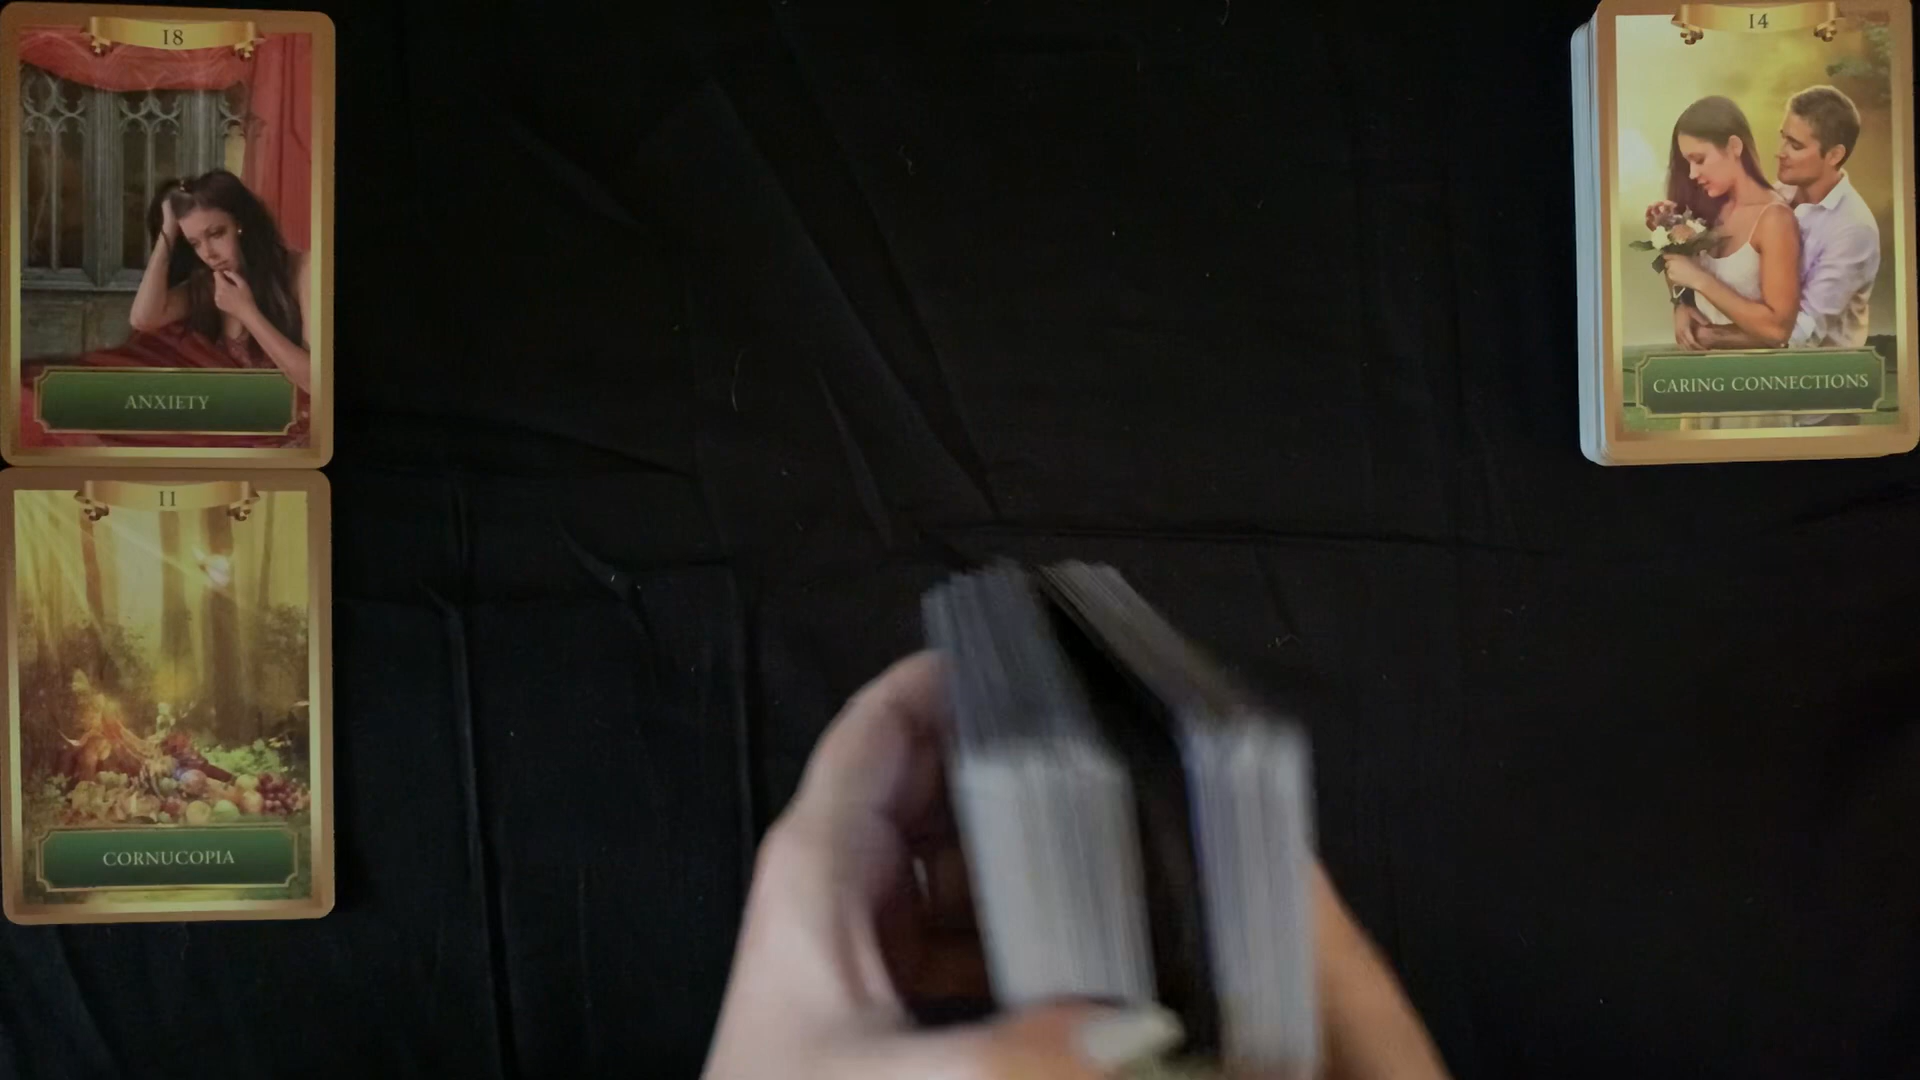 18
ANXIETY
11
CORNUCOPIA
14
CARING CONNECTIONS